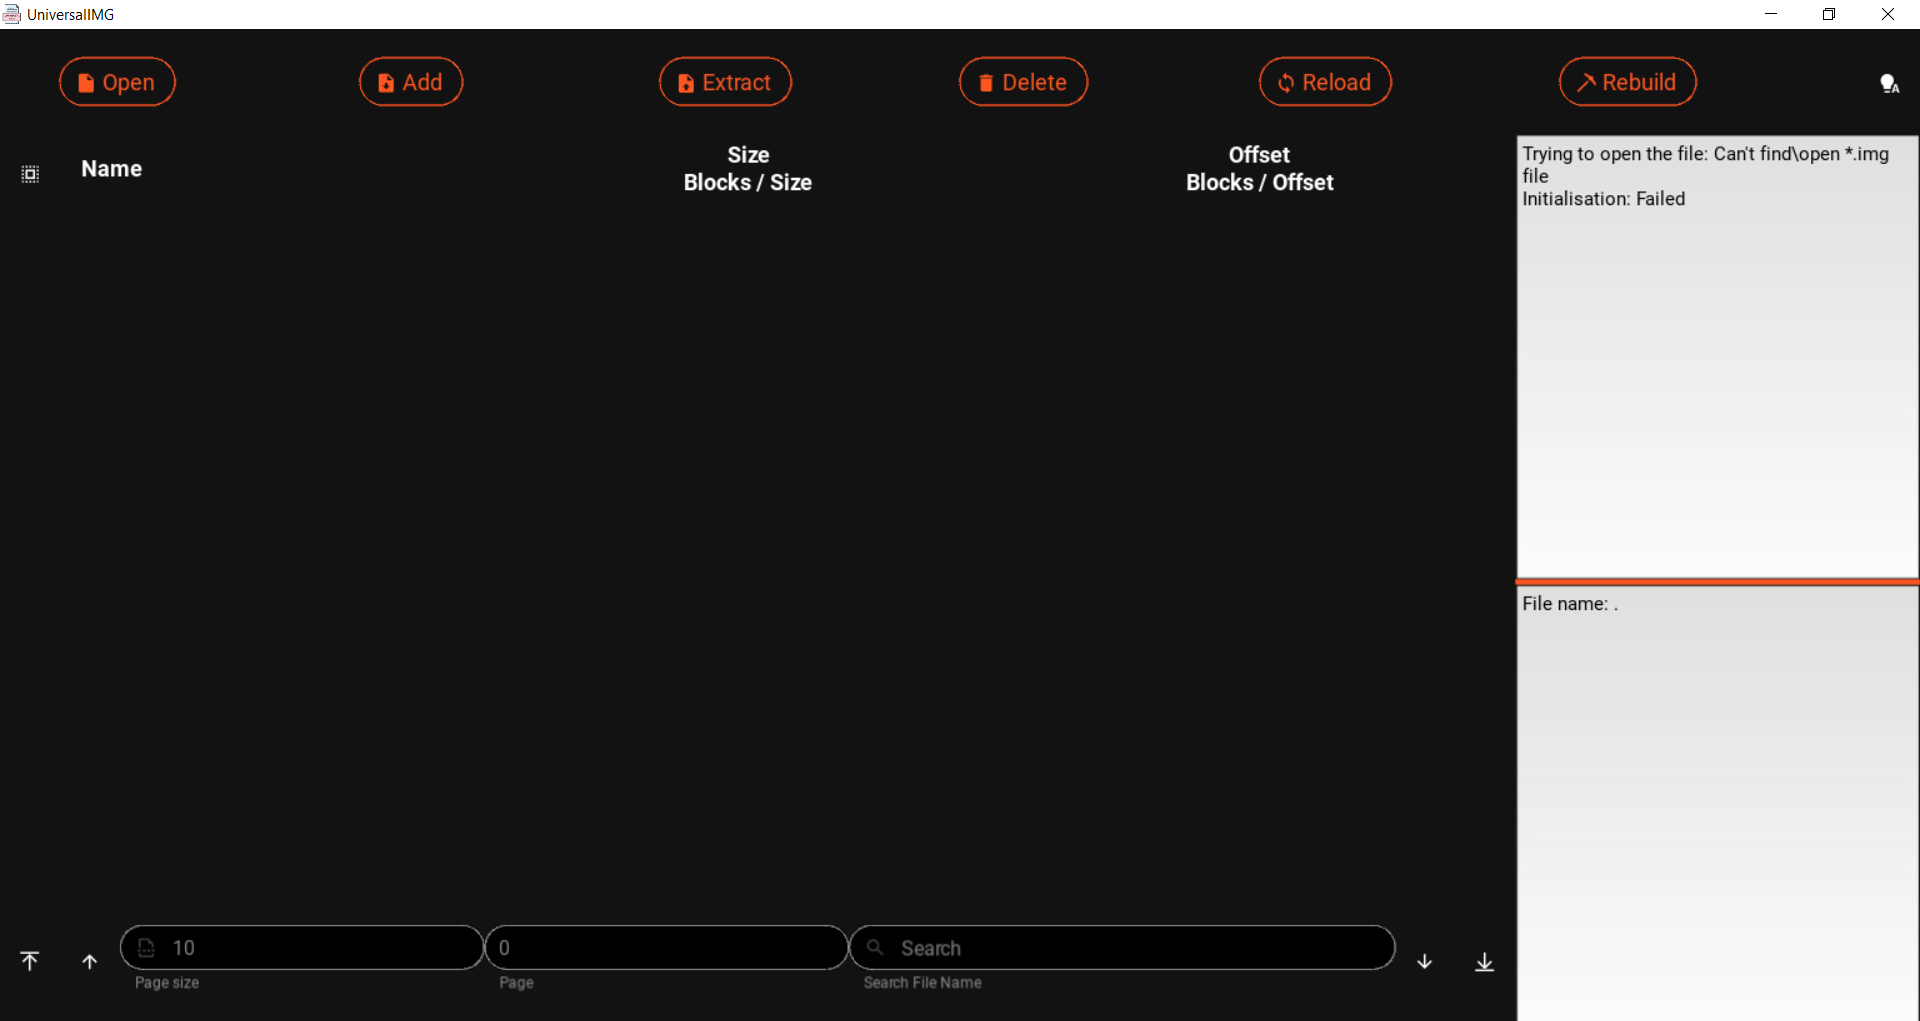 UniversalIMG
Open
Add
Extract
Delete
Reload
Rebuild
Name
Size
Blocks / Size
Offset
Blocks / Offset
Trying to open the file: Can't find\open *.img
file
Initialisation: Failed
File name: .
10
Page size
0
Page
Search
Search File Name